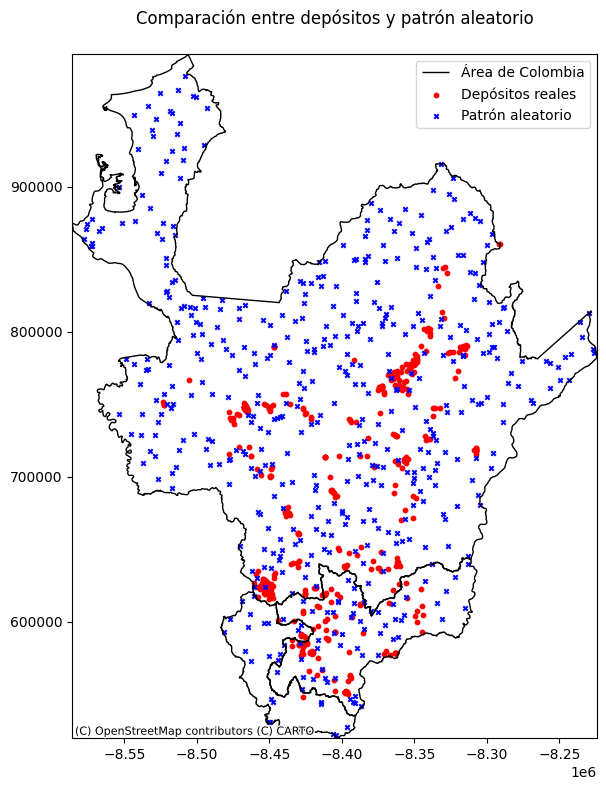 Comparación entre depósitos y patrón aleatorio
Área de Colombia
Depósitos reales
Patrón aleatorio
900000
800000
700000
600000
(C) OpenStreetMap contributors (C) CARTO
−8.55 −8.50 −8.45 −8.40 −8.35 −8.30 −8.25
1e6